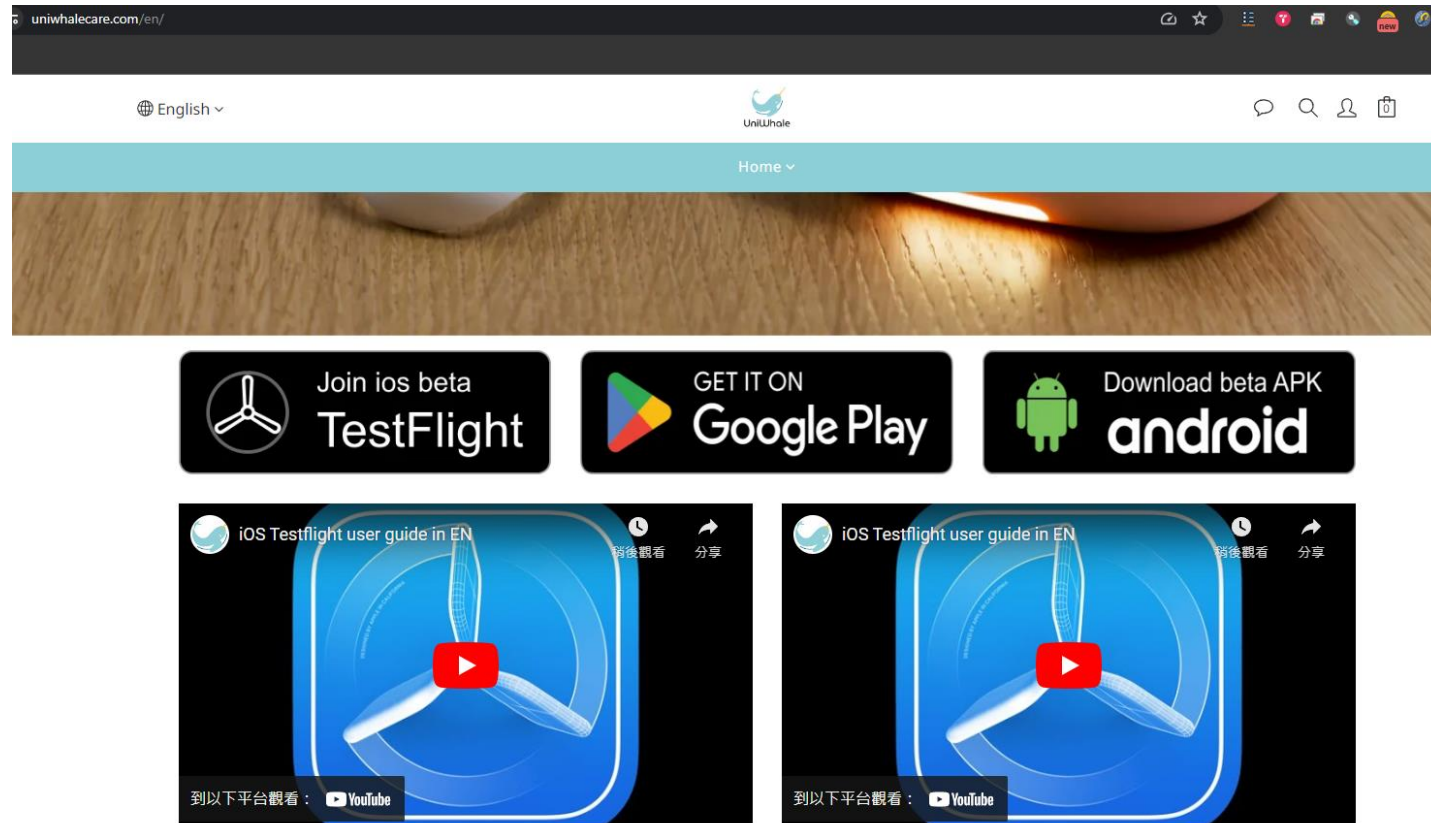 uniwhalecare.com/en/
new
English
UniWhale
0
Home
Join ios beta
TestFlight
GET IT ON
Google Play
Download beta APK
android
iOS Testflight user guide in EN
稍後觀看
分享
到以下平台觀看：
YouTube
iOS Testflight user guide in EN
稍後觀看
分享
到以下平台觀看：
YouTube